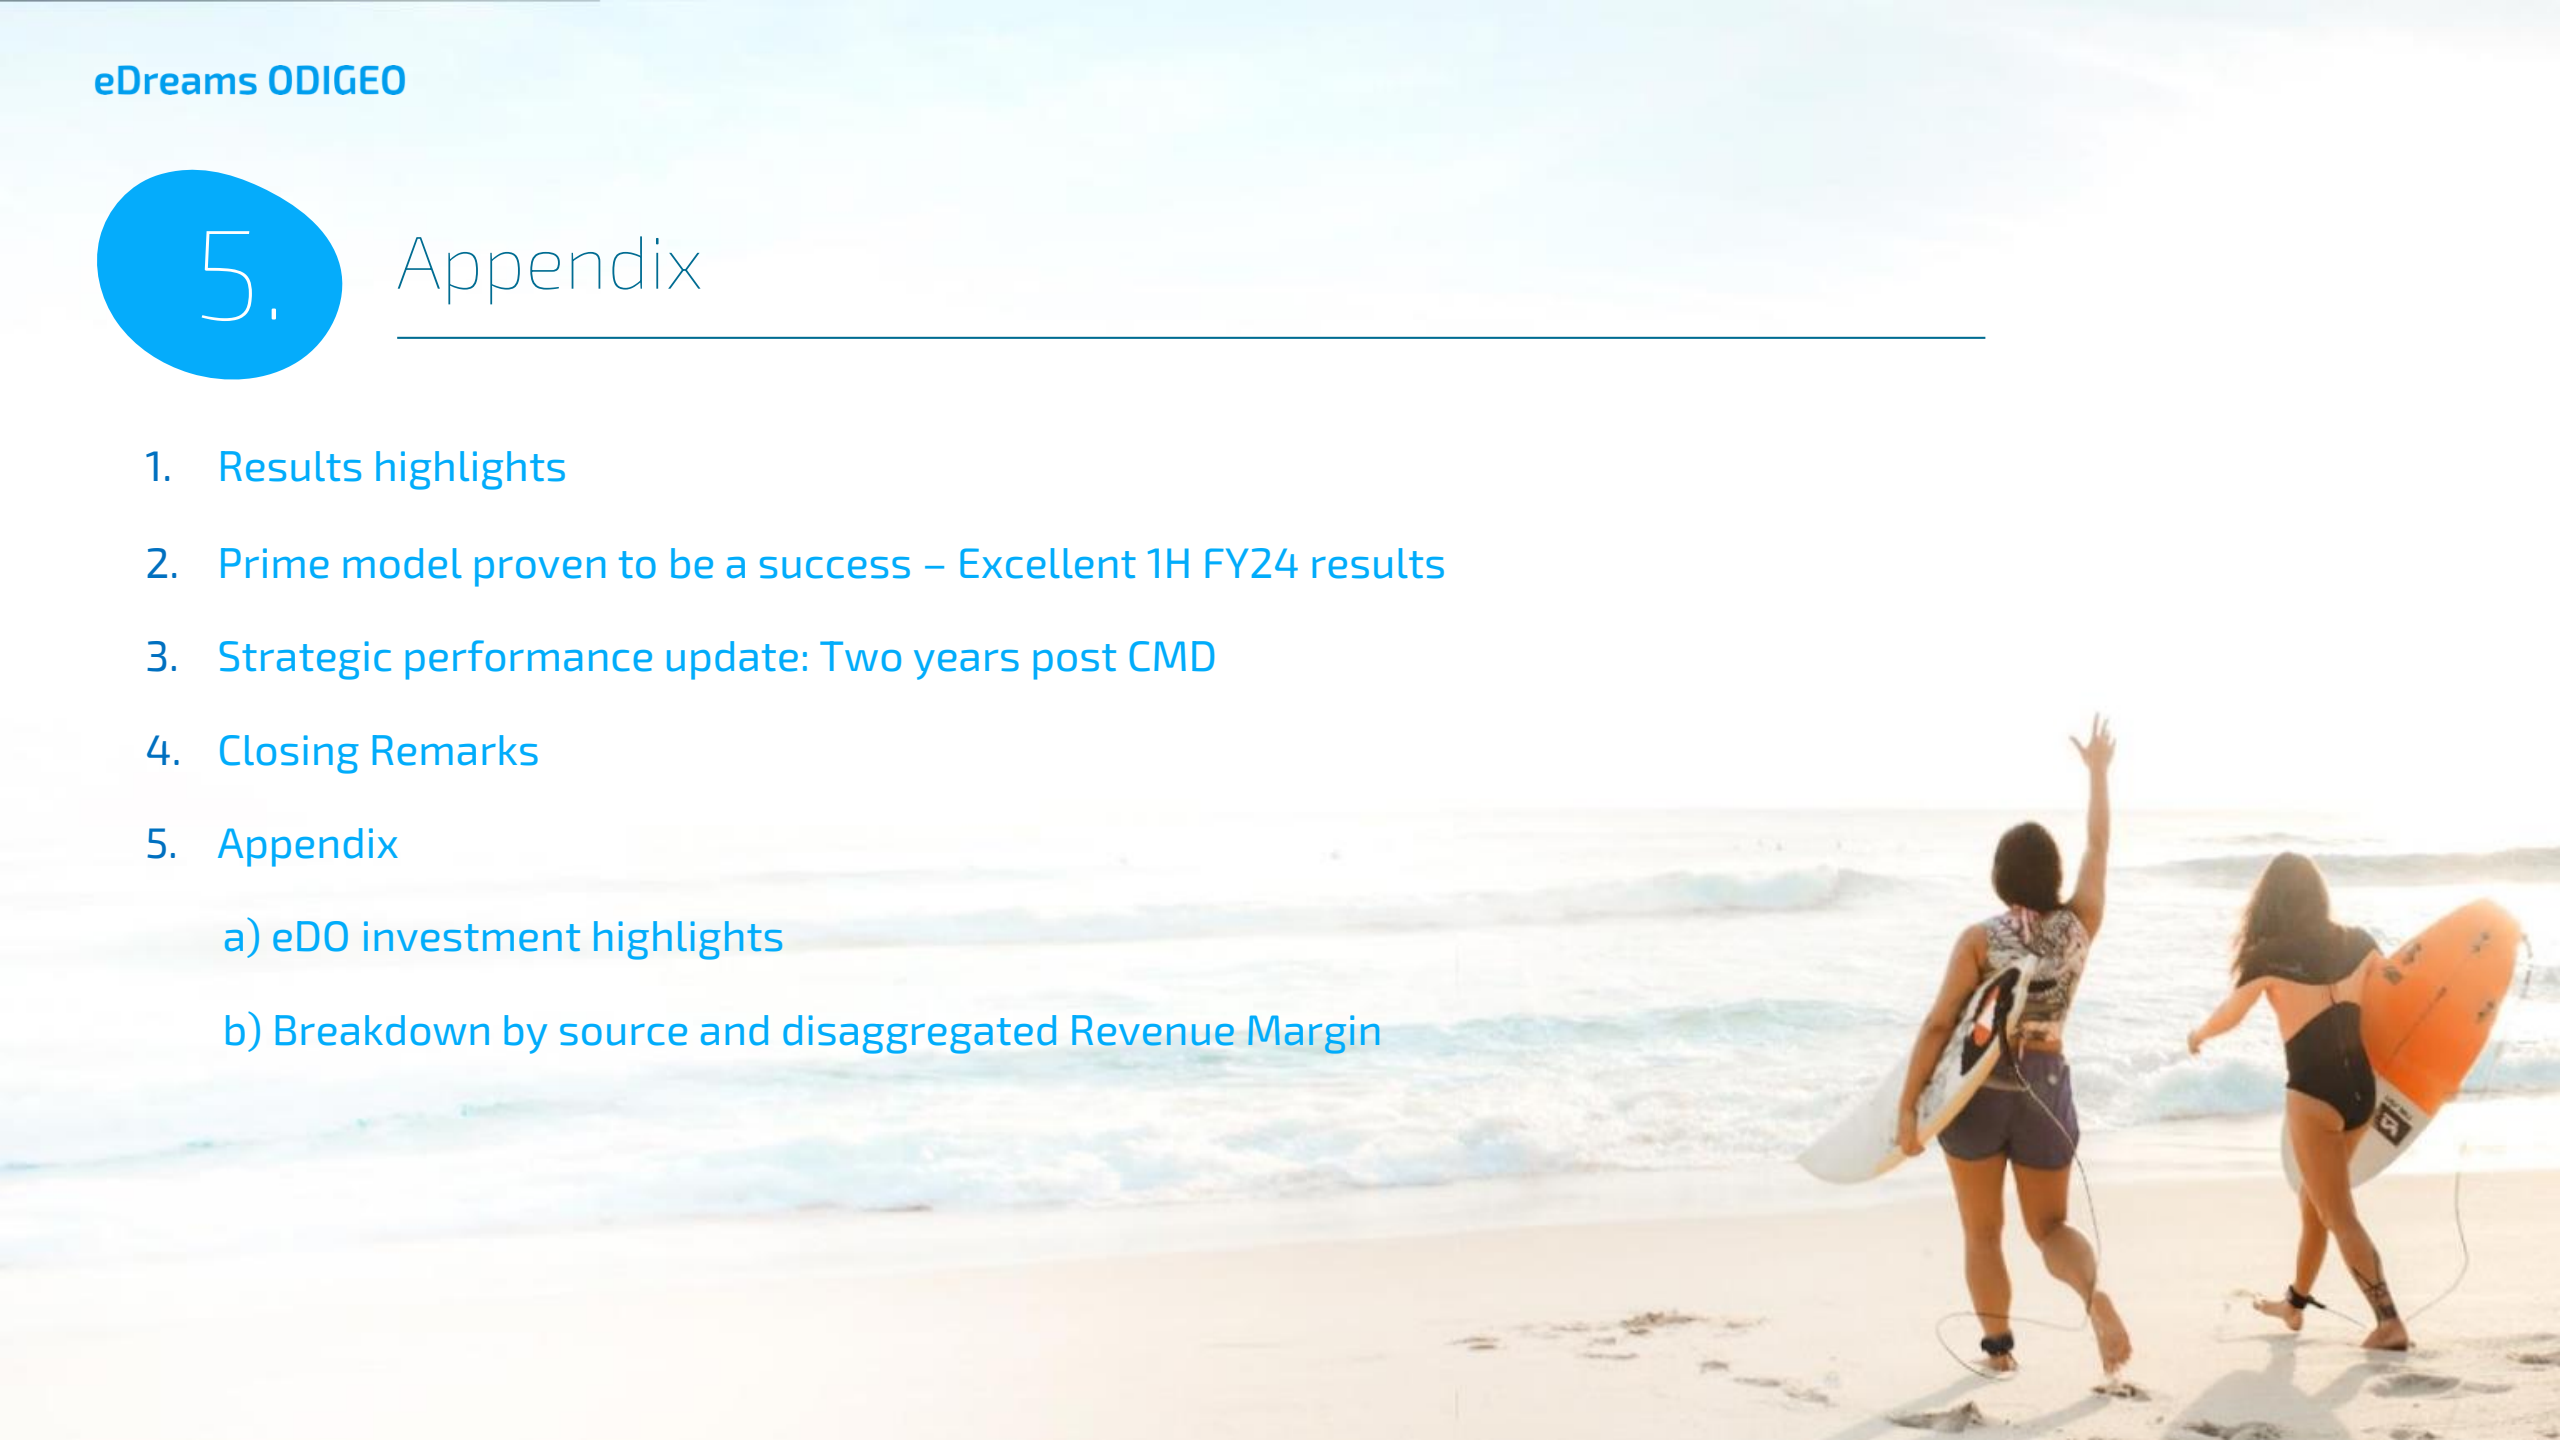 eDreams ODIGEO
5.
Appendix
1. Results highlights
2. Prime model proven to be a success – Excellent 1H FY24 results
3. Strategic performance update: Two years post CMD
4. Closing Remarks
5. Appendix
a) eDO investment highlights
b) Breakdown by source and disaggregated Revenue Margin